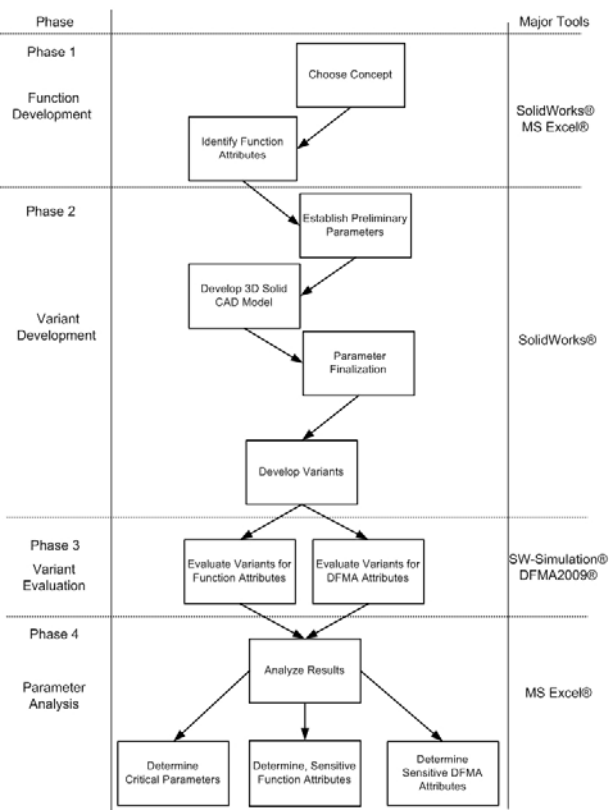 Phase
Major Tools
Phase 1
Function
Development
Choose Concept
Identify Function
Attributes
SolidWorks®
MS Excel®
Phase 2
Variant
Development
Establish Preliminary
Parameters
Develop 3D Solid
CAD Model
Parameter
Finalization
Develop Variants
SolidWorks®
Phase 3
Variant
Evaluation
Evaluate Variants for
Function Attributes
Evaluate Variants for
DFMA Attributes
SW-Simulation®
DFMA2009®
Phase 4
Parameter
Analysis
Analyze Results
MS Excel®
Determine
Critical Parameters
Determine, Sensitive
Function Attributes
Determine
Sensitive DFMA
Attributes